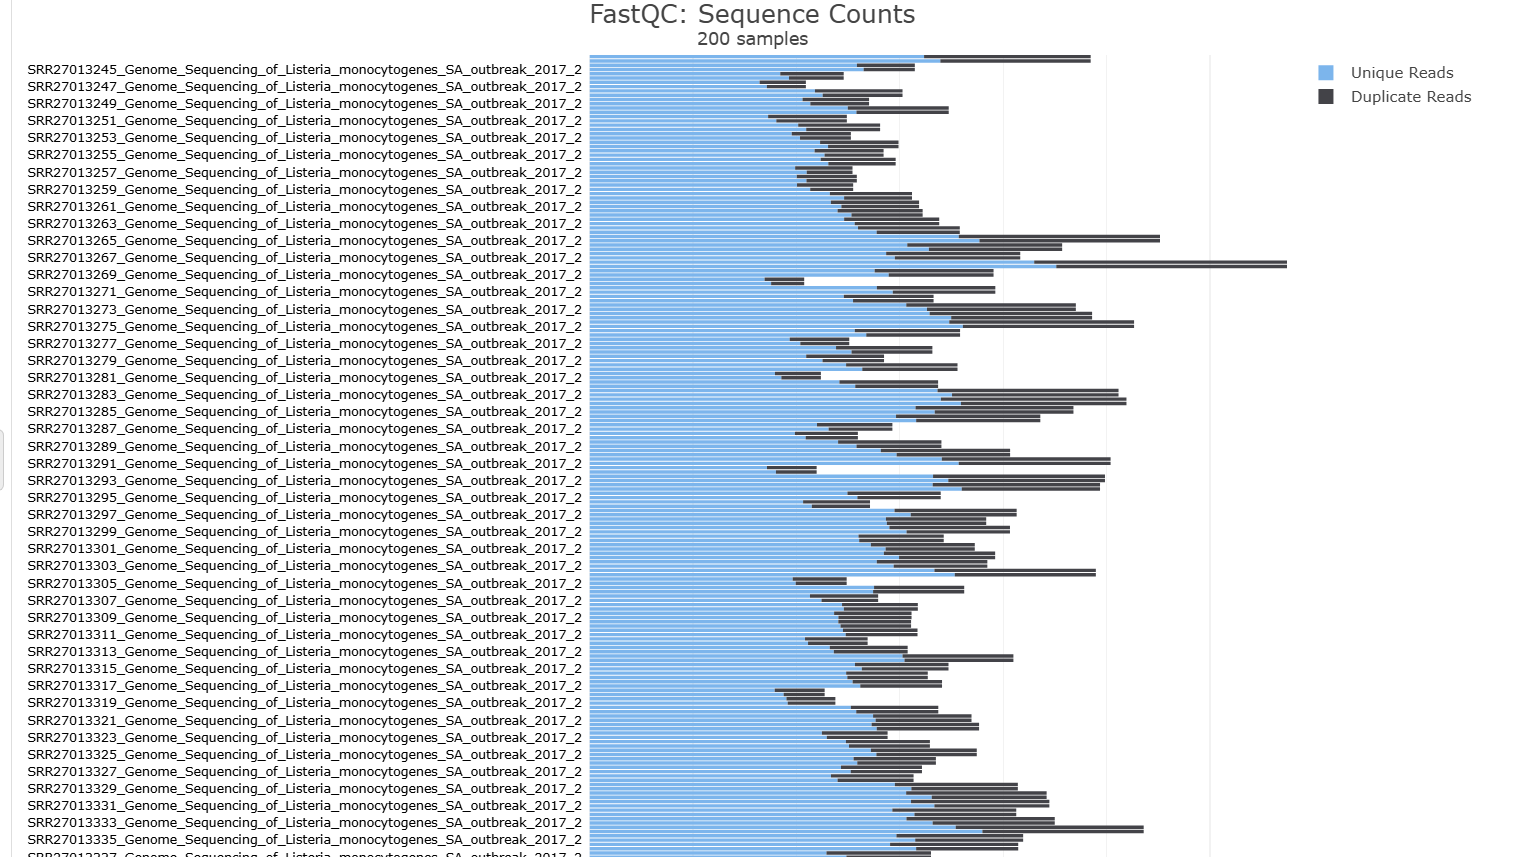 FastQC: Sequence Counts
200 samples
Unique Reads
Duplicate Reads
SRR27013245_Genome_Sequencing_of_Listeria_monocytogenes_SA_outbreak_2017_2
SRR27013247_Genome_Sequencing_of_Listeria_monocytogenes_SA_outbreak_2017_2
SRR27013249_Genome_Sequencing_of_Listeria_monocytogenes_SA_outbreak_2017_2
SRR27013251_Genome_Sequencing_of_Listeria_monocytogenes_SA_outbreak_2017_2
SRR27013253_Genome_Sequencing_of_Listeria_monocytogenes_SA_outbreak_2017_2
SRR27013255_Genome_Sequencing_of_Listeria_monocytogenes_SA_outbreak_2017_2
SRR27013257_Genome_Sequencing_of_Listeria_monocytogenes_SA_outbreak_2017_2
SRR27013259_Genome_Sequencing_of_Listeria_monocytogenes_SA_outbreak_2017_2
SRR27013261_Genome_Sequencing_of_Listeria_monocytogenes_SA_outbreak_2017_2
SRR27013263_Genome_Sequencing_of_Listeria_monocytogenes_SA_outbreak_2017_2
SRR27013265_Genome_Sequencing_of_Listeria_monocytogenes_SA_outbreak_2017_2
SRR27013267_Genome_Sequencing_of_Listeria_monocytogenes_SA_outbreak_2017_2
SRR27013269_Genome_Sequencing_of_Listeria_monocytogenes_SA_outbreak_2017_2
SRR27013271_Genome_Sequencing_of_Listeria_monocytogenes_SA_outbreak_2017_2
SRR27013273_Genome_Sequencing_of_Listeria_monocytogenes_SA_outbreak_2017_2
SRR27013275_Genome_Sequencing_of_Listeria_monocytogenes_SA_outbreak_2017_2
SRR27013277_Genome_Sequencing_of_Listeria_monocytogenes_SA_outbreak_2017_2
SRR27013279_Genome_Sequencing_of_Listeria_monocytogenes_SA_outbreak_2017_2
SRR27013281_Genome_Sequencing_of_Listeria_monocytogenes_SA_outbreak_2017_2
SRR27013283_Genome_Sequencing_of_Listeria_monocytogenes_SA_outbreak_2017_2
SRR27013285_Genome_Sequencing_of_Listeria_monocytogenes_SA_outbreak_2017_2
SRR27013287_Genome_Sequencing_of_Listeria_monocytogenes_SA_outbreak_2017_2
SRR27013289_Genome_Sequencing_of_Listeria_monocytogenes_SA_outbreak_2017_2
SRR27013291_Genome_Sequencing_of_Listeria_monocytogenes_SA_outbreak_2017_2
SRR27013293_Genome_Sequencing_of_Listeria_monocytogenes_SA_outbreak_2017_2
SRR27013295_Genome_Sequencing_of_Listeria_monocytogenes_SA_outbreak_2017_2
SRR27013297_Genome_Sequencing_of_Listeria_monocytogenes_SA_outbreak_2017_2
SRR27013299_Genome_Sequencing_of_Listeria_monocytogenes_SA_outbreak_2017_2
SRR27013301_Genome_Sequencing_of_Listeria_monocytogenes_SA_outbreak_2017_2
SRR27013303_Genome_Sequencing_of_Listeria_monocytogenes_SA_outbreak_2017_2
SRR27013305_Genome_Sequencing_of_Listeria_monocytogenes_SA_outbreak_2017_2
SRR27013307_Genome_Sequencing_of_Listeria_monocytogenes_SA_outbreak_2017_2
SRR27013309_Genome_Sequencing_of_Listeria_monocytogenes_SA_outbreak_2017_2
SRR27013311_Genome_Sequencing_of_Listeria_monocytogenes_SA_outbreak_2017_2
SRR27013313_Genome_Sequencing_of_Listeria_monocytogenes_SA_outbreak_2017_2
SRR27013315_Genome_Sequencing_of_Listeria_monocytogenes_SA_outbreak_2017_2
SRR27013317_Genome_Sequencing_of_Listeria_monocytogenes_SA_outbreak_2017_2
SRR27013319_Genome_Sequencing_of_Listeria_monocytogenes_SA_outbreak_2017_2
SRR27013321_Genome_Sequencing_of_Listeria_monocytogenes_SA_outbreak_2017_2
SRR27013323_Genome_Sequencing_of_Listeria_monocytogenes_SA_outbreak_2017_2
SRR27013325_Genome_Sequencing_of_Listeria_monocytogenes_SA_outbreak_2017_2
SRR27013327_Genome_Sequencing_of_Listeria_monocytogenes_SA_outbreak_2017_2
SRR27013329_Genome_Sequencing_of_Listeria_monocytogenes_SA_outbreak_2017_2
SRR27013331_Genome_Sequencing_of_Listeria_monocytogenes_SA_outbreak_2017_2
SRR27013333_Genome_Sequencing_of_Listeria_monocytogenes_SA_outbreak_2017_2
SRR27013335_Genome_Sequencing_of_Listeria_monocytogenes_SA_outbreak_2017_2